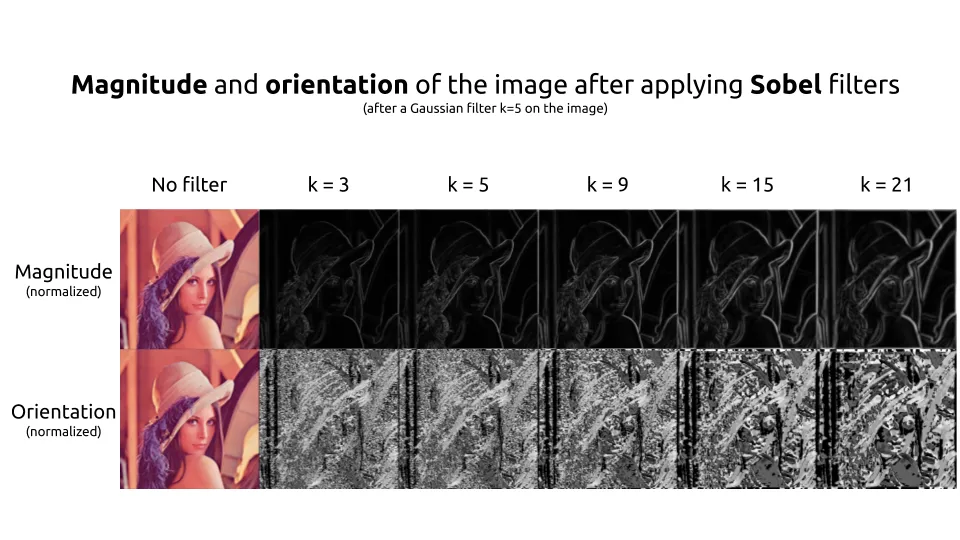 Magnitude and orientation of the image after applying Sobel filters
(after a Gaussian filter k=5 on the image)
No filter
k = 3
k = 5
k = 9
k = 15
k = 21
Magnitude
(normalized)
Orientation
(normalized)